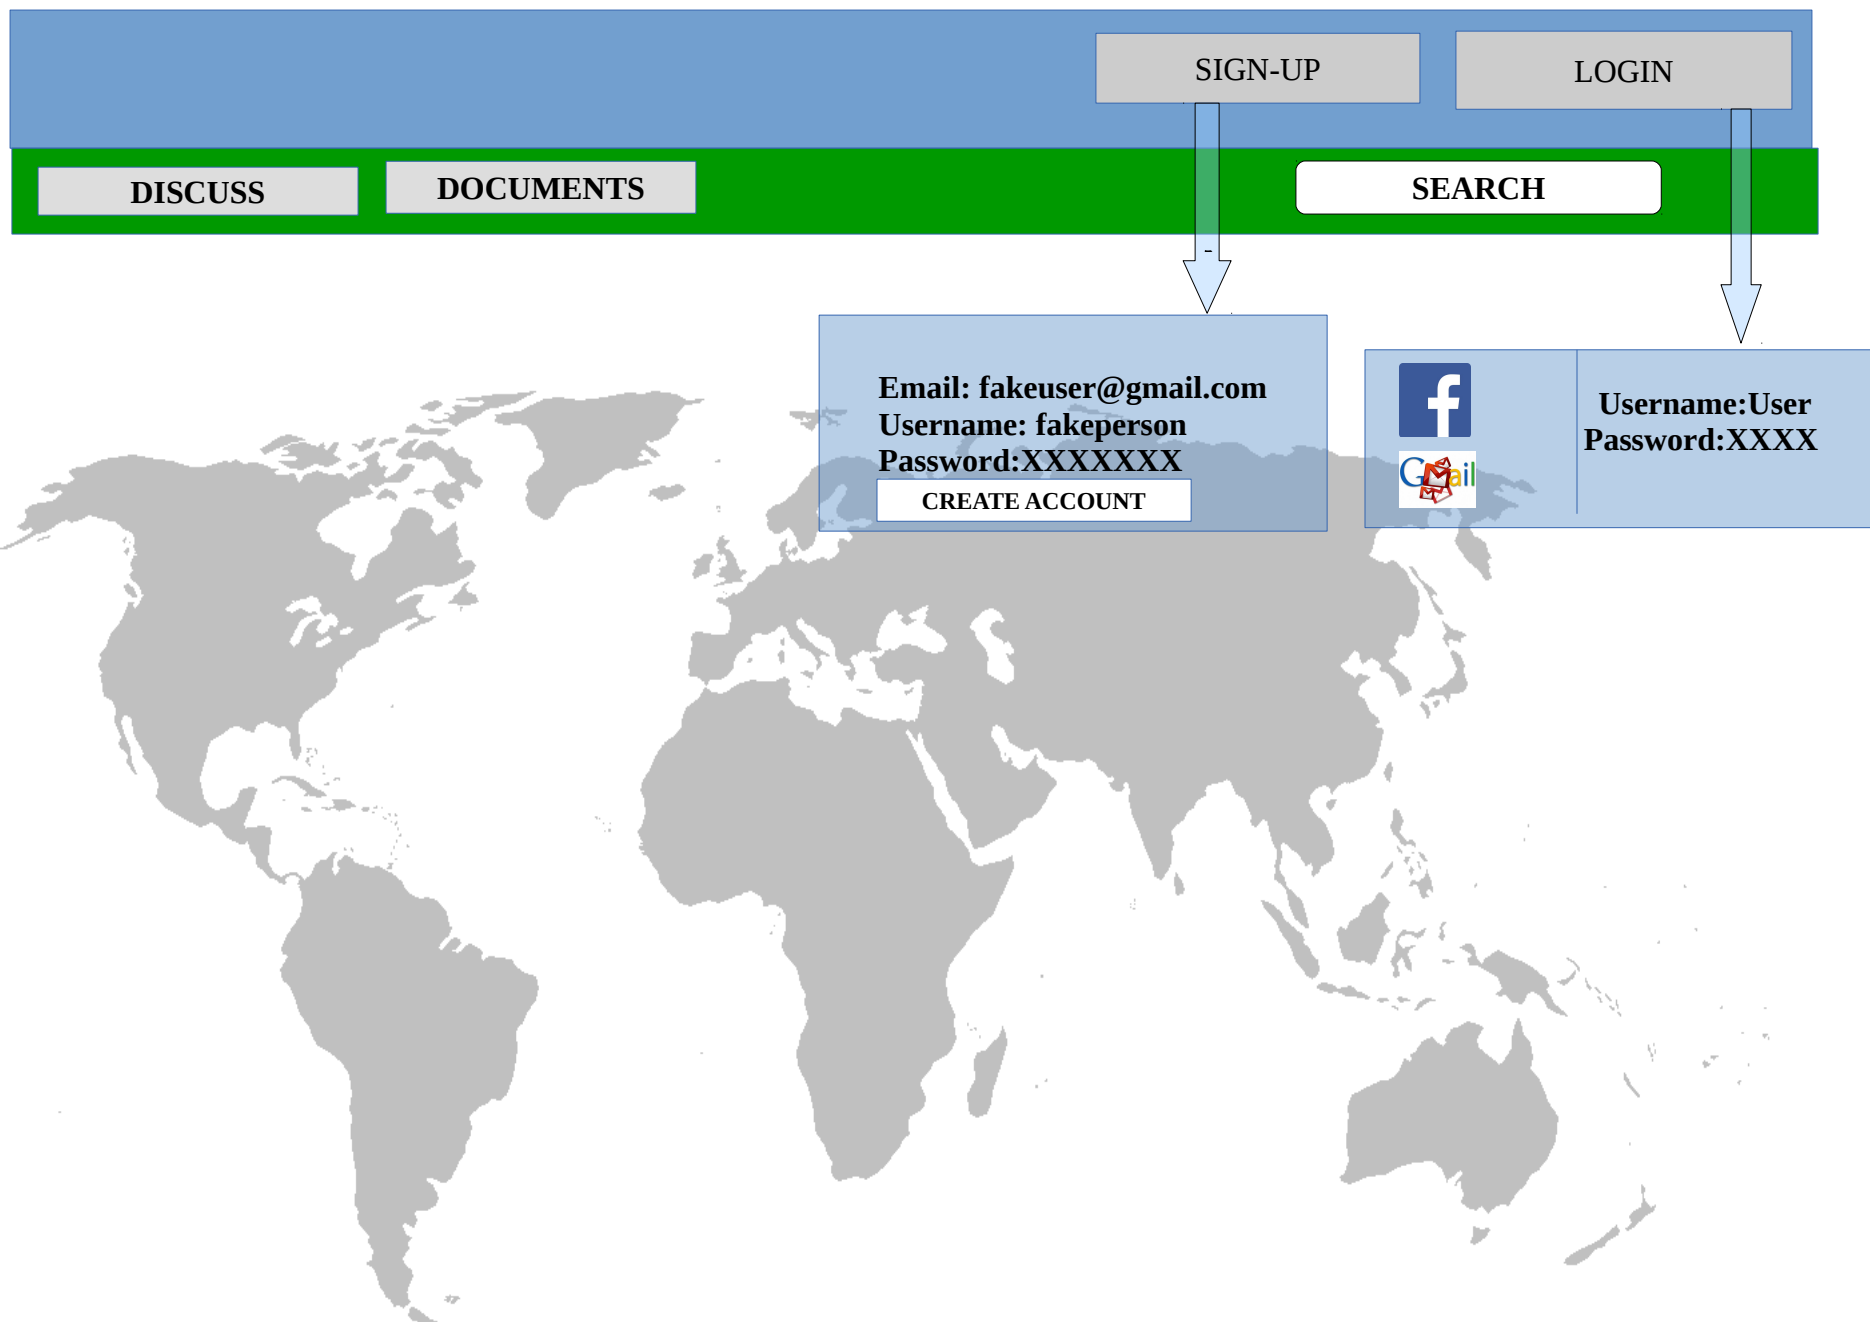 SIGN-UP
LOGIN
DISCUSS
DOCUMENTS
SEARCH
-
Email: fakeuser@gmail.com
Username: fakeperson
Password:XXXXXXX
CREATE ACCOUNT
f
GMail
Username:User
Password:XXXX